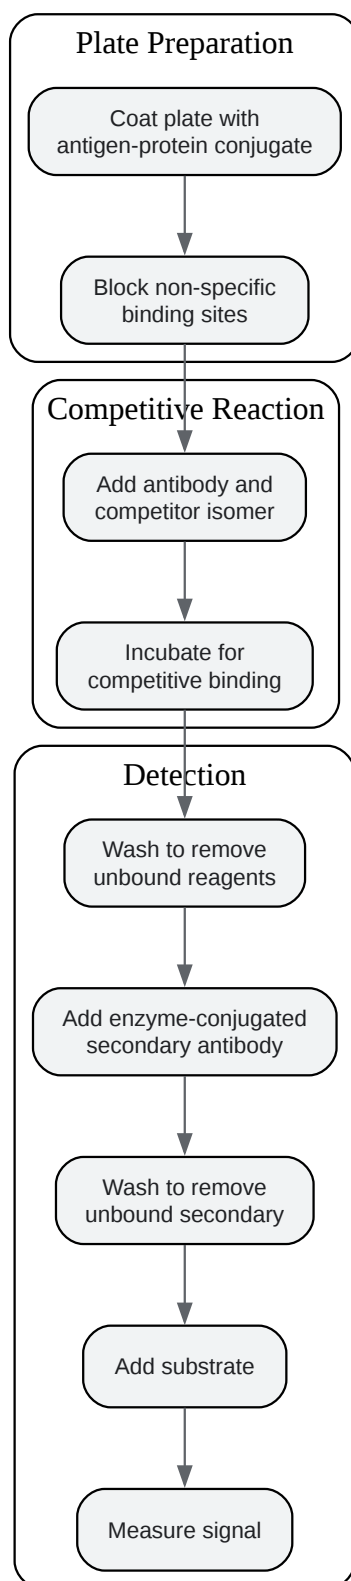 Plate Preparation
Coat plate with
antigen-protein conjugate
Block non-specific
binding sites
Competitive Reaction
Add antibody and
competitor isomer
Incubate for
competitive binding
Detection
Wash to remove
unbound reagents
Add enzyme-conjugated
secondary antibody
Wash to remove
unbound secondary
Add substrate
Measure signal